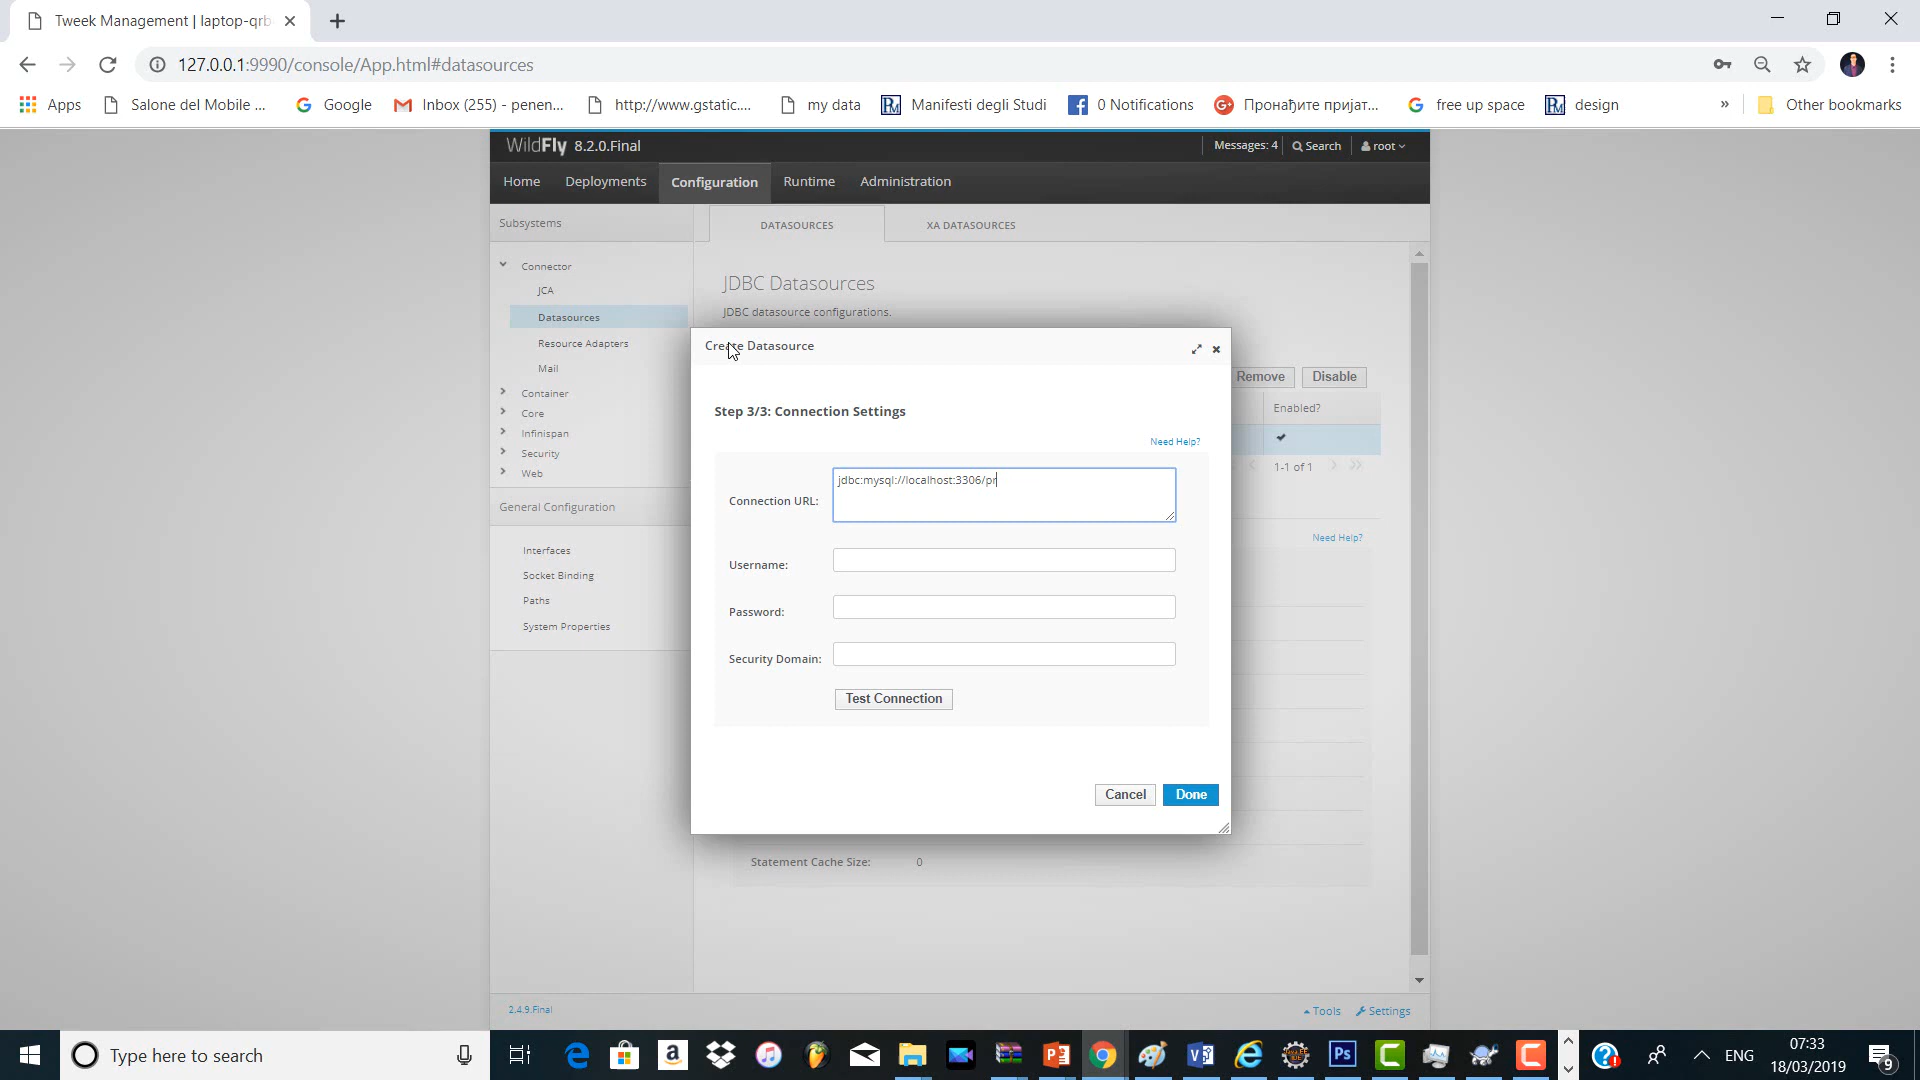 Tweek Management | laptop-qrb
127.0.0.1:9990/console/App.html#datasources
Apps
Salone del Mobile ...
Google
Inbox (255) - penen...
http://www.gstatic....
my data
Manifesti degli Studi
0 Notifications
Пронађите пријат...
free up space
design
»
Other bookmarks
WildFly 8.2.0.Final
Messages: 4
Search
root
Home
Deployments
Configuration
Runtime
Administration
Subsystems
DATASOURCES
XA DATASOURCES
Connector
JCA
Datasources
Resource Adapters
Mail
Container
Core
Infinispan
Security
Web
General Configuration
Interfaces
Socket Binding
Paths
System Properties
JDBC Datasources
JDBC datasource configurations.
Remove
Disable
Enabled?
1-1 of 1
Need Help?
Create Datasource
Step 3/3: Connection Settings
Need Help?
Connection URL:
jdbc:mysql://localhost:3306/pr
Username:
Password:
Security Domain:
Test Connection
Cancel
Done
Statement Cache Size: 0
2.4.9.Final
Tools
Settings
Type here to search
ENG
07:33
18/03/2019
9